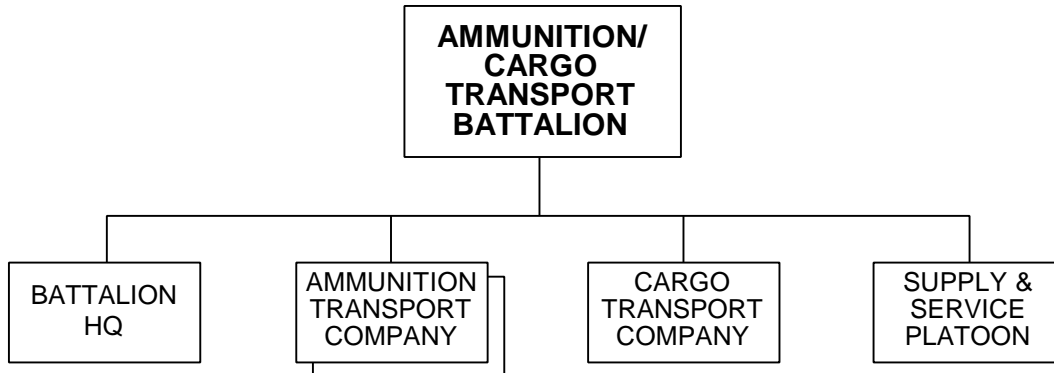 AMMUNITION/
CARGO
TRANSPORT
BATTALION
BATTALION
HQ
AMMUNITION
TRANSPORT
COMPANY
CARGO
TRANSPORT
COMPANY
SUPPLY &
SERVICE
PLATOON